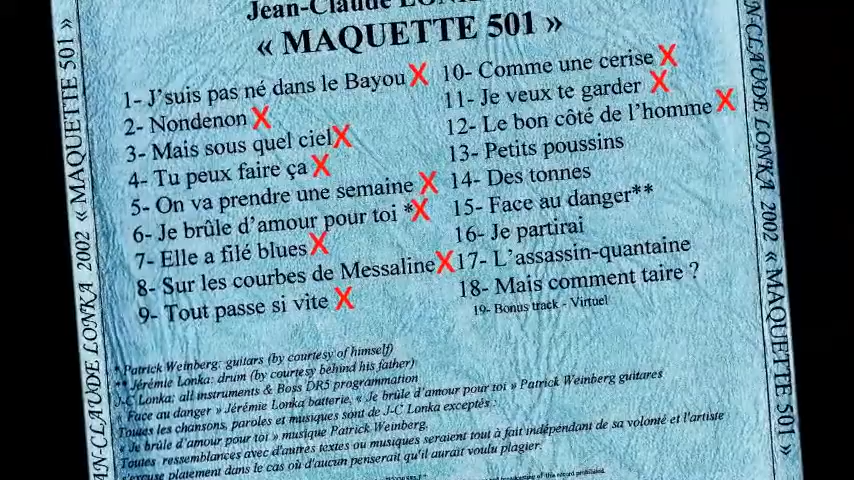 Jean-Claude LONKA
« MAQUETTE 501 »
1- J'suis pas né dans le Bayou X
2- Nondenon X
3- Mais sous quel ciel X
4- Tu peux faire ça X
5- On va prendre une semaine X
6- Je brûle d'amour pour toi * X
7- Elle a filé blues X
8- Sur les courbes de Messaline X
9- Tout passe si vite X
10- Comme une cerise X
11- Je veux te garder X
12- Le bon côté de l'homme X
13- Petits poussins
14- Des tonnes
15- Face au danger**
16- Je partirai
17- L'assassin-quantaine
18- Mais comment taire ?
19- Bonus track - Virtuel
* Patrick Weinberg: guitars (by courtesy of himself)
** Jérémie Lonka: drum (by courtesy behind his father)
J-C Lonka: all instruments & Boss DR5 programmation
« Face au danger » Jérémie Lonka batterie, « Je brûle d'amour pour toi » Patrick Weinberg guitares
Toutes les chansons, paroles et musiques sont de J-C Lonka exceptés :
« Je brûle d'amour pour toi » musique Patrick Weinberg,
Toutes ressemblances avec d'autres textes ou musiques seraient tout à fait indépendant de sa volonté et l'artiste
s'excuse platement dans le cas où d'aucun penserait qu'il aurait voulu plagier.
AN-CLAUDE LONKA 2002 « MAQUETTE 501 »
N-CLAUDE LONKA 2002 « MAQUETTE 501 »